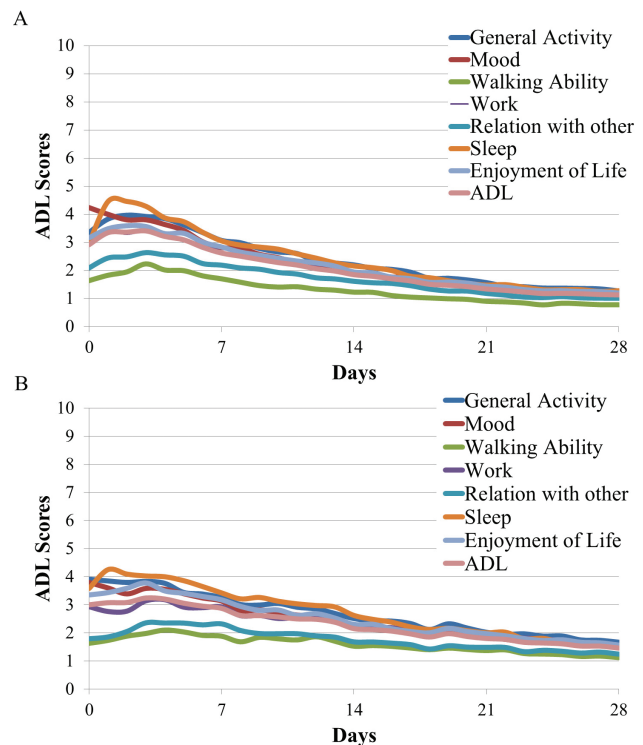 A
10
9
8
7
6
5
4
3
2
1
0
ADL Scores
General Activity
Mood
Walking Ability
Work
Relation with other
Sleep
Enjoyment of Life
ADL
0 7 14 21 28
Days
B
10
9
8
7
6
5
4
3
2
1
0
ADL Scores
General Activity
Mood
Walking Ability
Work
Relation with other
Sleep
Enjoyment of Life
ADL
0 7 14 21 28
Days